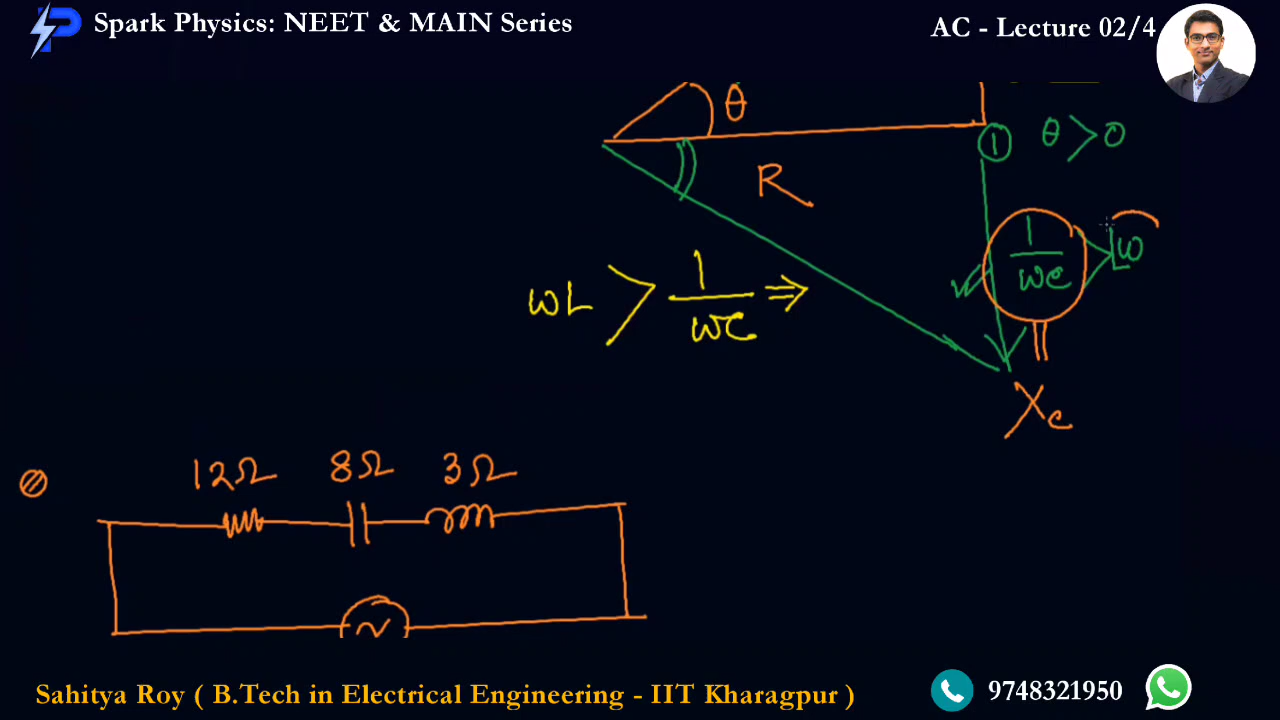 Spark Physics: NEET & MAIN Series
AC - Lecture 02/4
θ
① θ > 0
R
1/ωC > Lω
ωL > 1/ωC ⇒
X_C
12Ω 8Ω 3Ω
~
Sahitya Roy ( B.Tech in Electrical Engineering - IIT Kharagpur )
9748321950